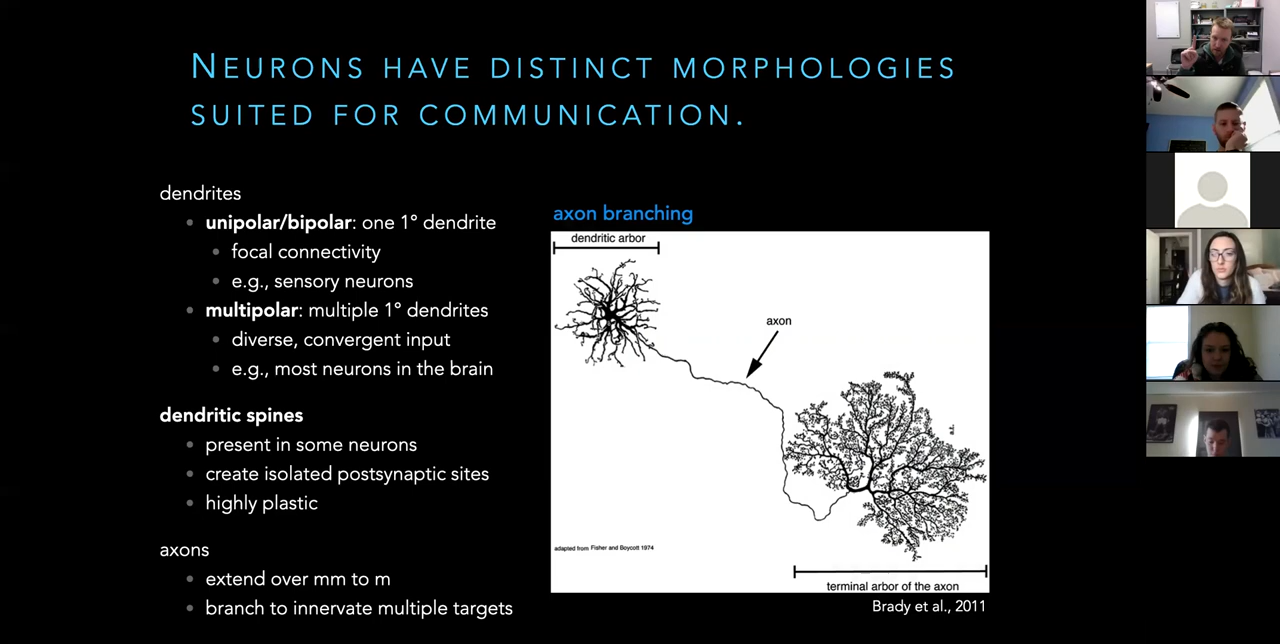 NEURONS HAVE DISTINCT MORPHOLOGIES
SUITED FOR COMMUNICATION.
dendrites
• unipolar/bipolar: one 1° dendrite
• focal connectivity
• e.g., sensory neurons
• multipolar: multiple 1° dendrites
• diverse, convergent input
• e.g., most neurons in the brain
dendritic spines
• present in some neurons
• create isolated postsynaptic sites
• highly plastic
axons
• extend over mm to m
• branch to innervate multiple targets
axon branching
dendritic arbor
axon
adapted from Fisher and Boycott 1974
terminal arbor of the axon
Brady et al., 2011